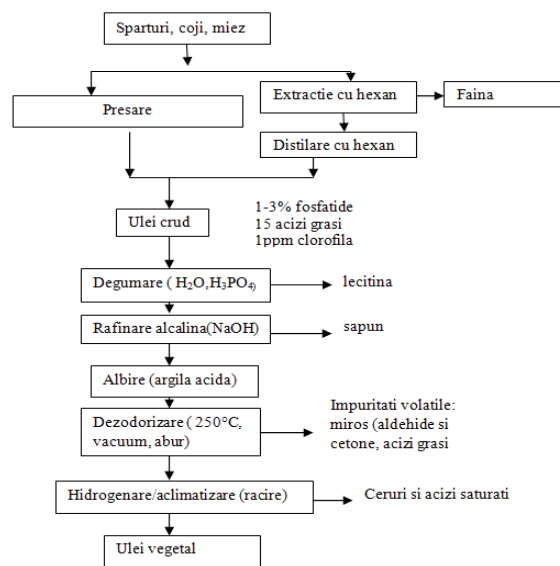 Sparturi, coji, miez
Presare
Extractie cu hexan
Faina
Distilare cu hexan
Ulei crud
1-3% fosfatide
15 acizi grasi
1ppm clorofila
Degumare ( H₂O,H₃PO₄)
lecitina
Rafinare alcalina(NaOH)
sapun
Albire (argila acida)
Dezodorizare ( 250°C,
vacuum, abur)
Impuritati volatile:
miros (aldehide si
cetone, acizi grasi
Hidrogenare/aclimatizare (racire)
Ceruri si acizi saturati
Ulei vegetal